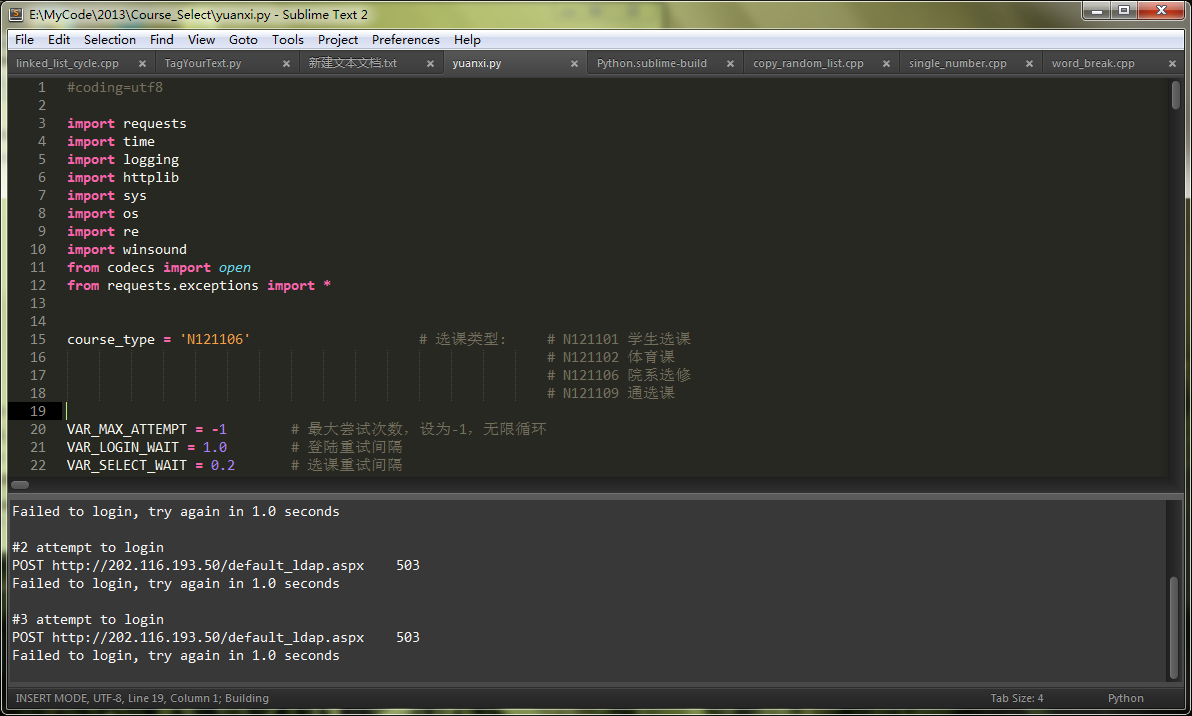 E:\MyCode\2013\Course_Select\yuanxi.py - Sublime Text 2
File Edit Selection Find View Goto Tools Project Preferences Help
linked_list_cycle.cpp TagYourText.py 新建文本文档.txt yuanxi.py Python.sublime-build copy_random_list.cpp single_number.cpp word_break.cpp
1 #coding=utf8
2
3 import requests
4 import time
5 import logging
6 import httplib
7 import sys
8 import os
9 import re
10 import winsound
11 from codecs import open
12 from requests.exceptions import *
13
14
15 course_type = 'N121106' # 选课类型: # N121101 学生选课
16 # N121102 体育课
17 # N121106 院系选修
18 # N121109 通选课
19
20 VAR_MAX_ATTEMPT = -1 # 最大尝试次数，设为-1，无限循环
21 VAR_LOGIN_WAIT = 1.0 # 登陆重试间隔
22 VAR_SELECT_WAIT = 0.2 # 选课重试间隔
Failed to login, try again in 1.0 seconds
#2 attempt to login
POST http://202.116.193.50/default_ldap.aspx 503
Failed to login, try again in 1.0 seconds
#3 attempt to login
POST http://202.116.193.50/default_ldap.aspx 503
Failed to login, try again in 1.0 seconds
INSERT MODE, UTF-8, Line 19, Column 1; Building Tab Size: 4 Python